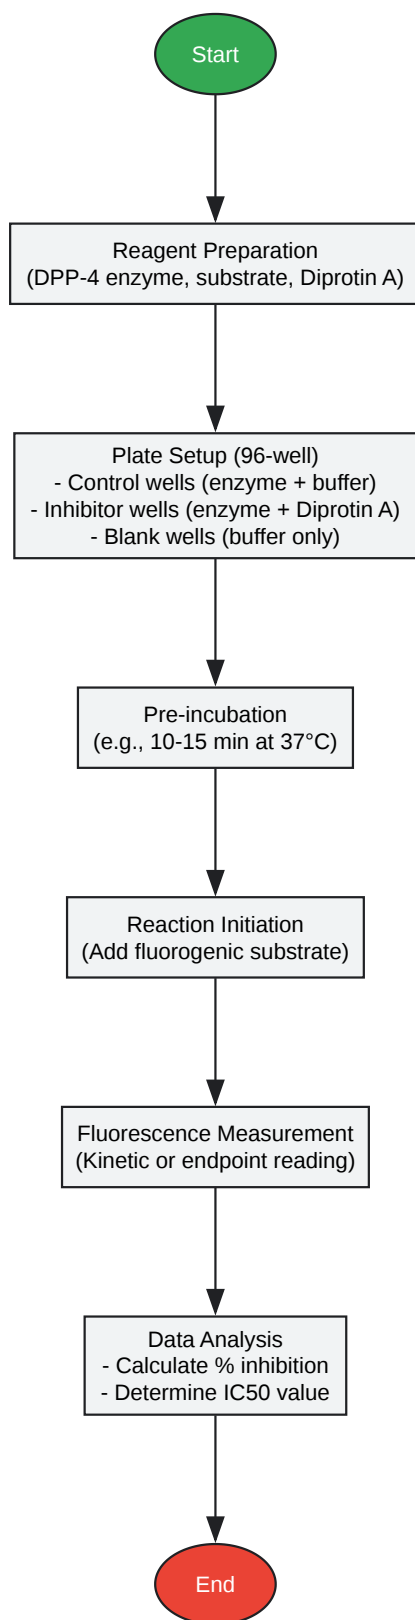 Start
Reagent Preparation
(DPP-4 enzyme, substrate, Diprotin A)
Plate Setup (96-well)
- Control wells (enzyme + buffer)
- Inhibitor wells (enzyme + Diprotin A)
- Blank wells (buffer only)
Pre-incubation
(e.g., 10-15 min at 37°C)
Reaction Initiation
(Add fluorogenic substrate)
Fluorescence Measurement
(Kinetic or endpoint reading)
Data Analysis
- Calculate % inhibition
- Determine IC50 value
End